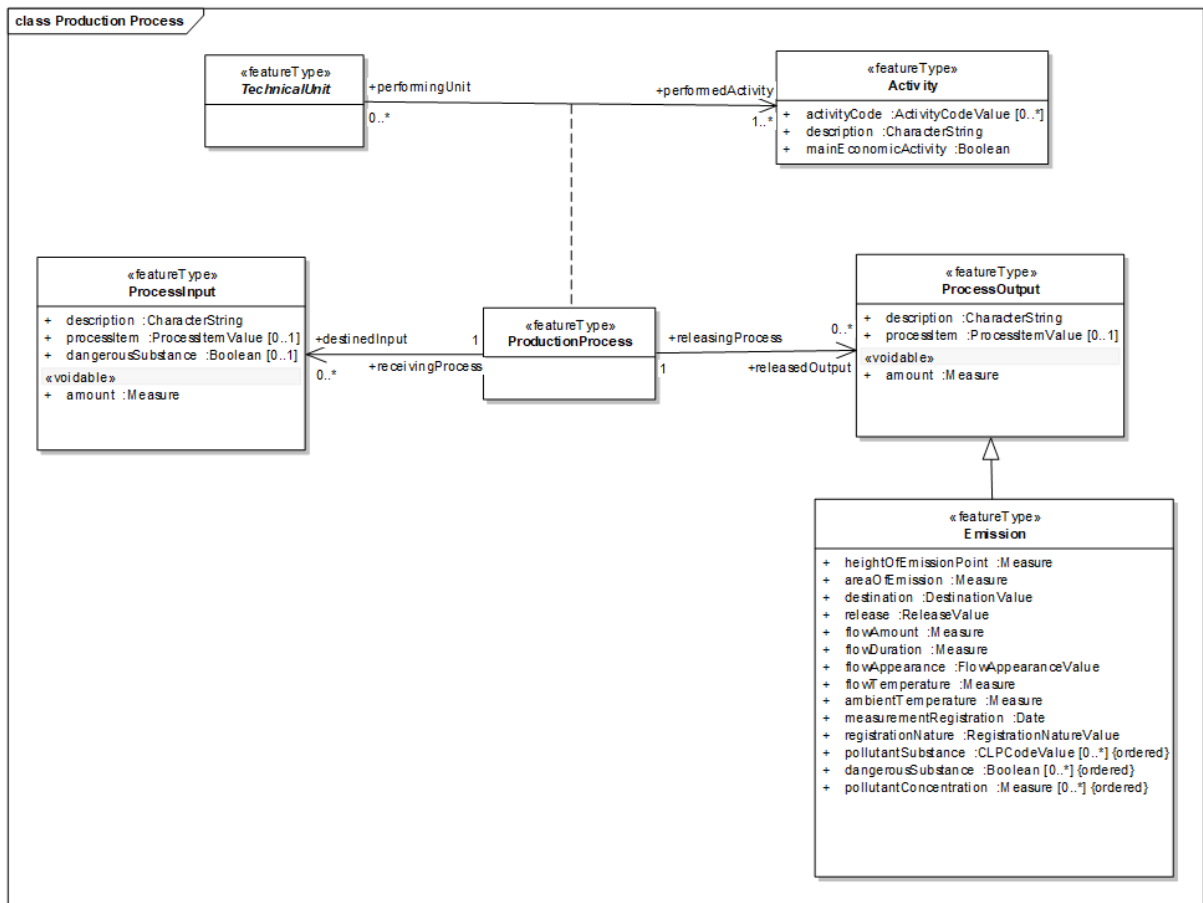 class Production Process
«featureType»
TechnicalUnit
+performingUnit
0..*
+performedActivity
1..*
«featureType»
Activity
+ activityCode :ActivityCodeValue [0..*]
+ description :CharacterString
+ mainEconomicActivity :Boolean
«featureType»
ProcessInput
+ description :CharacterString
+ processItem :ProcessItemValue [0..1]
+ dangerousSubstance :Boolean [0..1]
«voidable»
+ amount :Measure
+destinedInput
1
0..*
+receivingProcess
«featureType»
ProductionProcess
+releasingProcess
0..*
1
+releasedOutput
«featureType»
ProcessOutput
+ description :CharacterString
+ processItem :ProcessItemValue [0..1]
«voidable»
+ amount :Measure
«featureType»
Emission
+ heightOfEmissionPoint :Measure
+ areaOfEmission :Measure
+ destination :DestinationValue
+ release :ReleaseValue
+ flowAmount :Measure
+ flowDuration :Measure
+ flowAppearance :FlowAppearanceValue
+ flowTemperature :Measure
+ ambientTemperature :Measure
+ measurementRegistration :Date
+ registrationNature :RegistrationNatureValue
+ pollutantSubstance :CLPCodeValue [0..*] {ordered}
+ dangerousSubstance :Boolean [0..*] {ordered}
+ pollutantConcentration :Measure [0..*] {ordered}